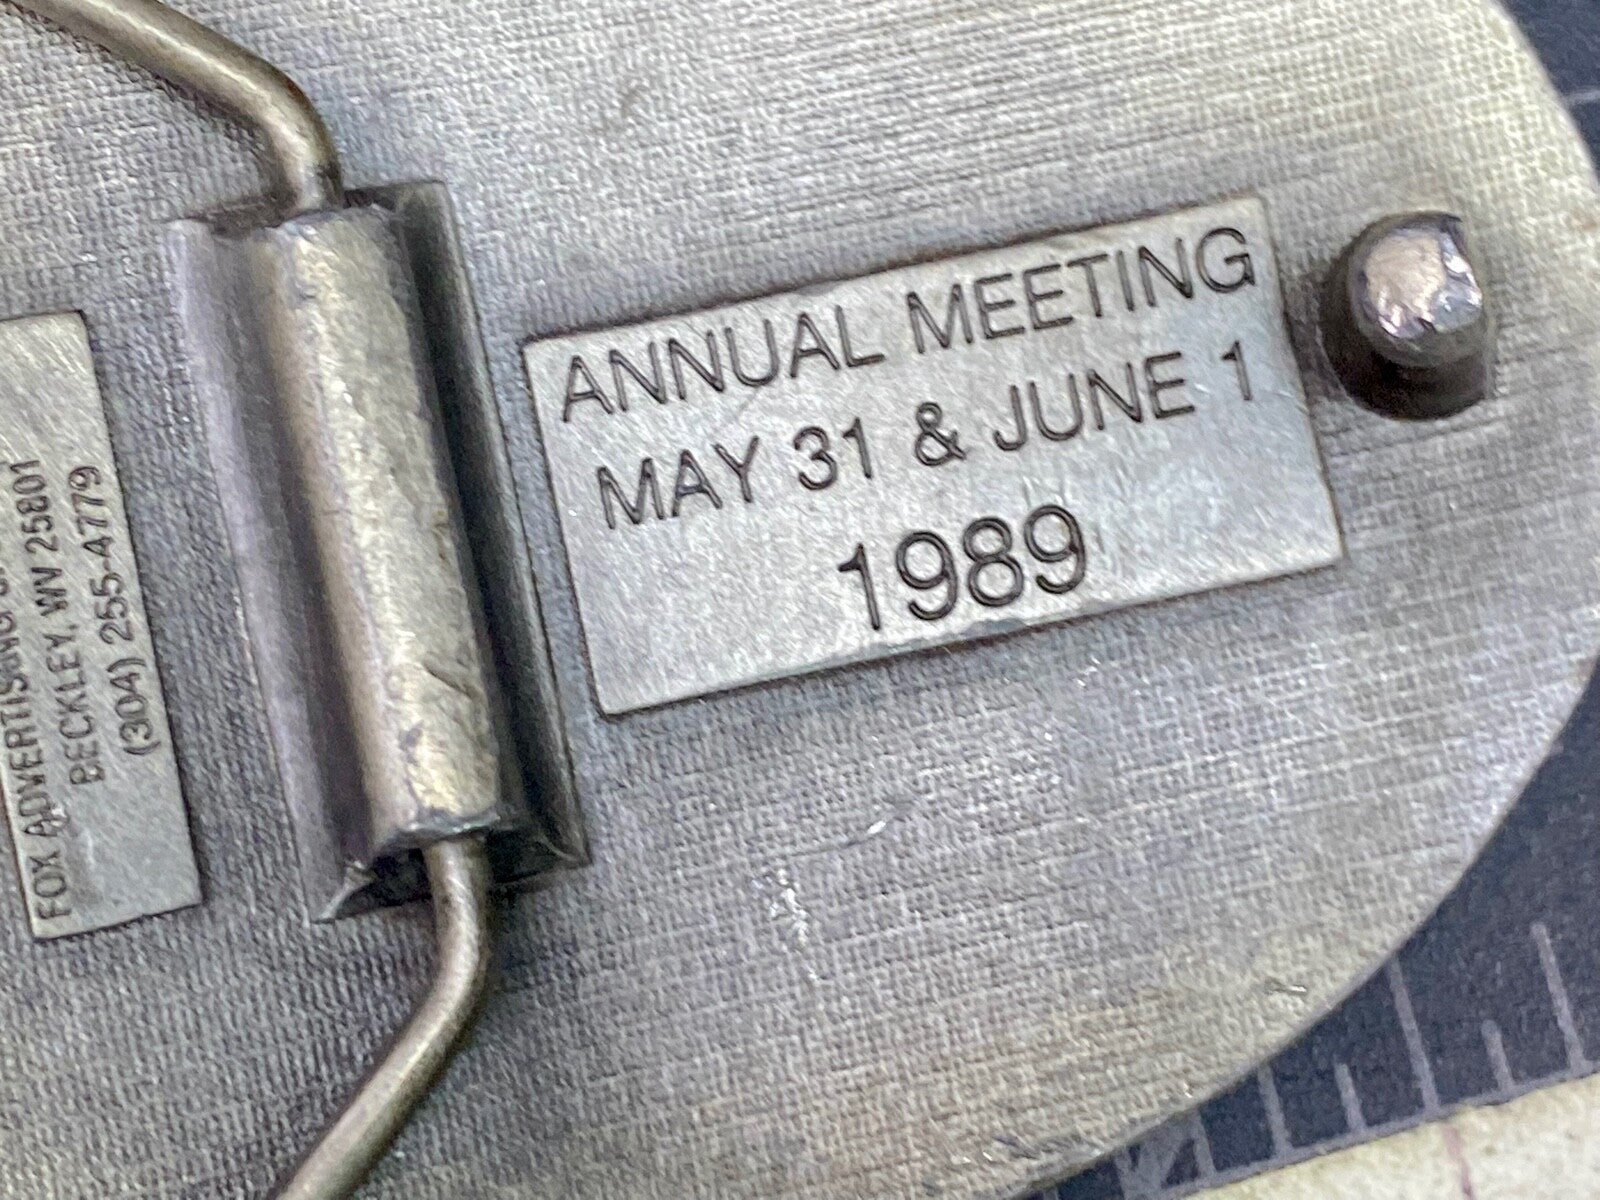 FOX ADVERTISING
BECKLEY, WV 25801
(304) 255-4779
ANNUAL MEETING
MAY 31 & JUNE 1
1989